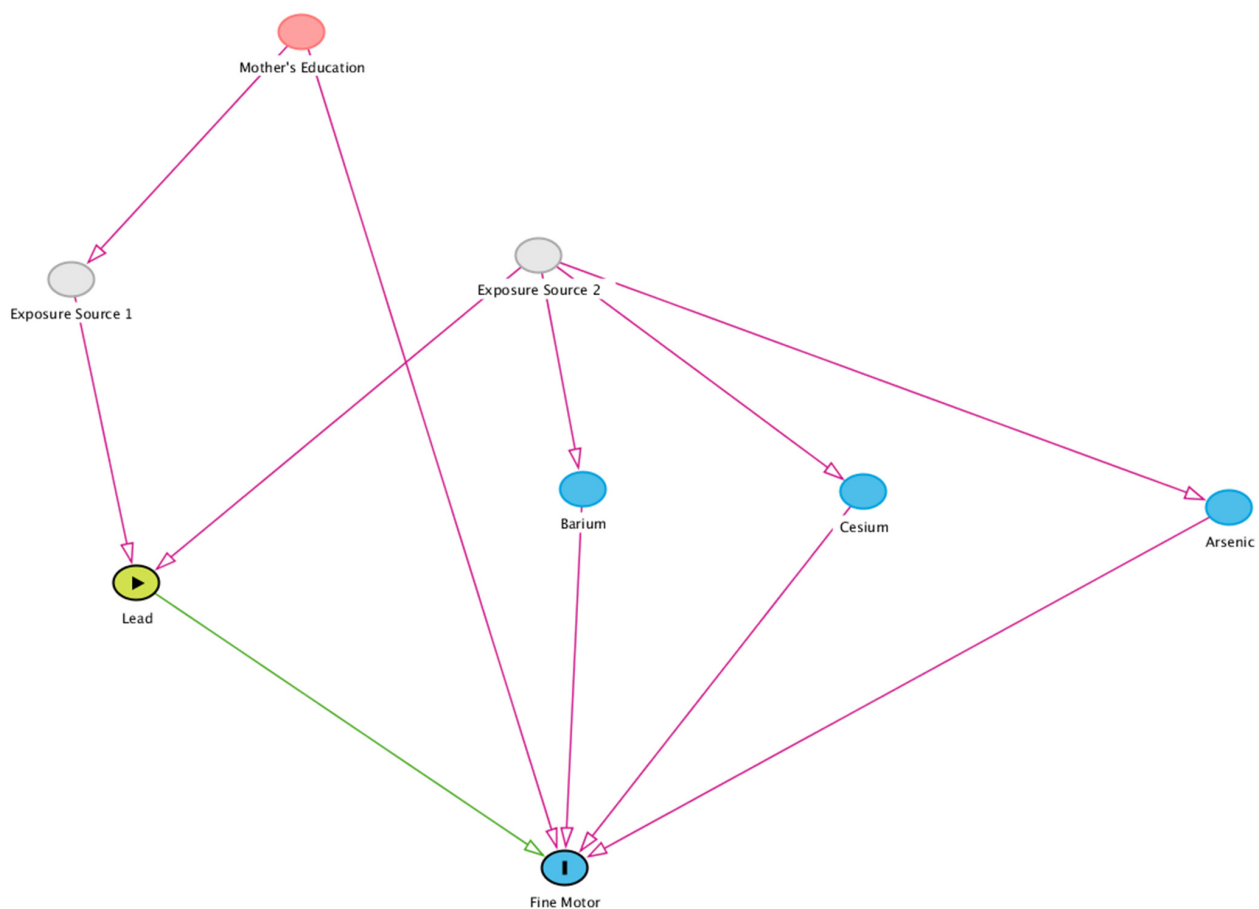 Mother's Education
Exposure Source 1
Exposure Source 2
Barium
Cesium
Arsenic
Lead
Fine Motor